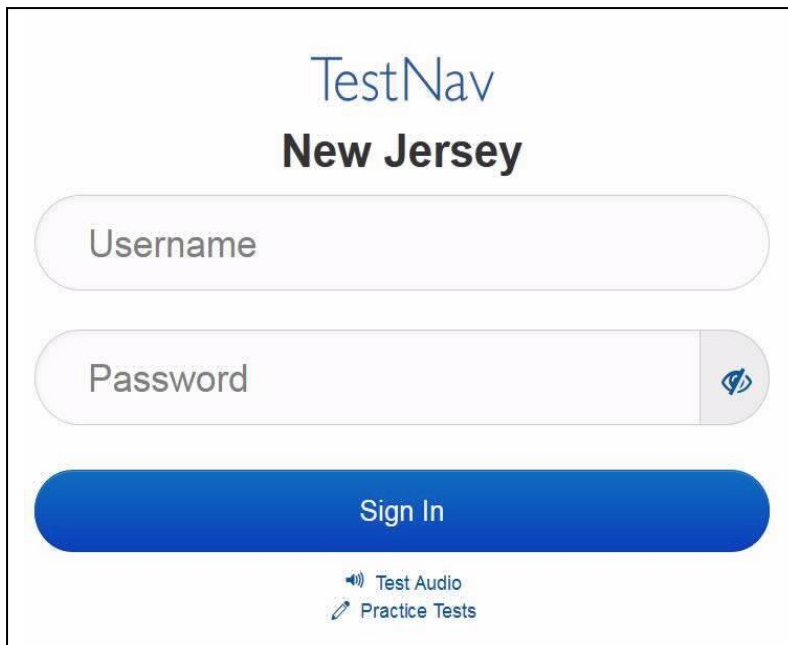 TestNav
New Jersey
Username
Password
Sign In
Test Audio
Practice Tests